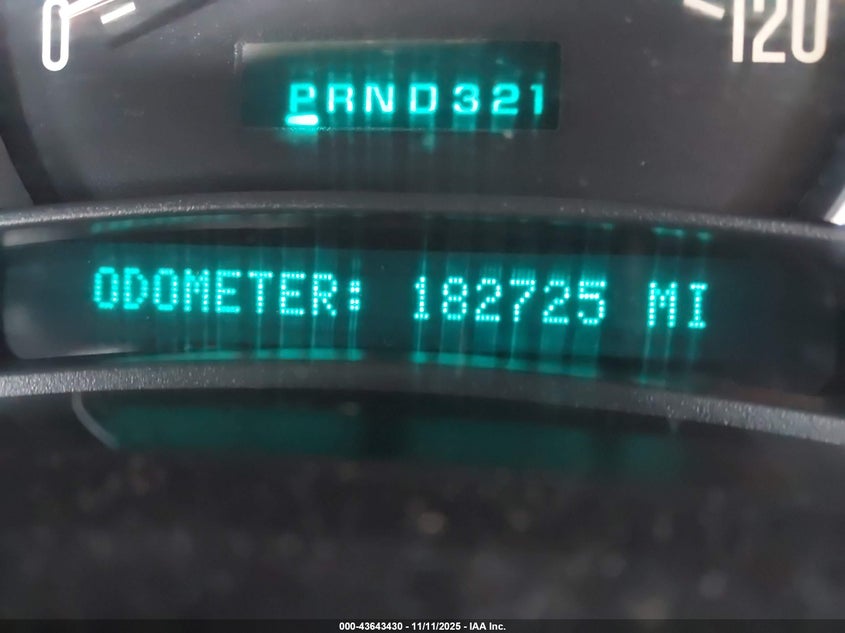 0 120
PRND321
ODOMETER: 182725 MI
000-43643430 - 11/11/2025 - IAA Inc.